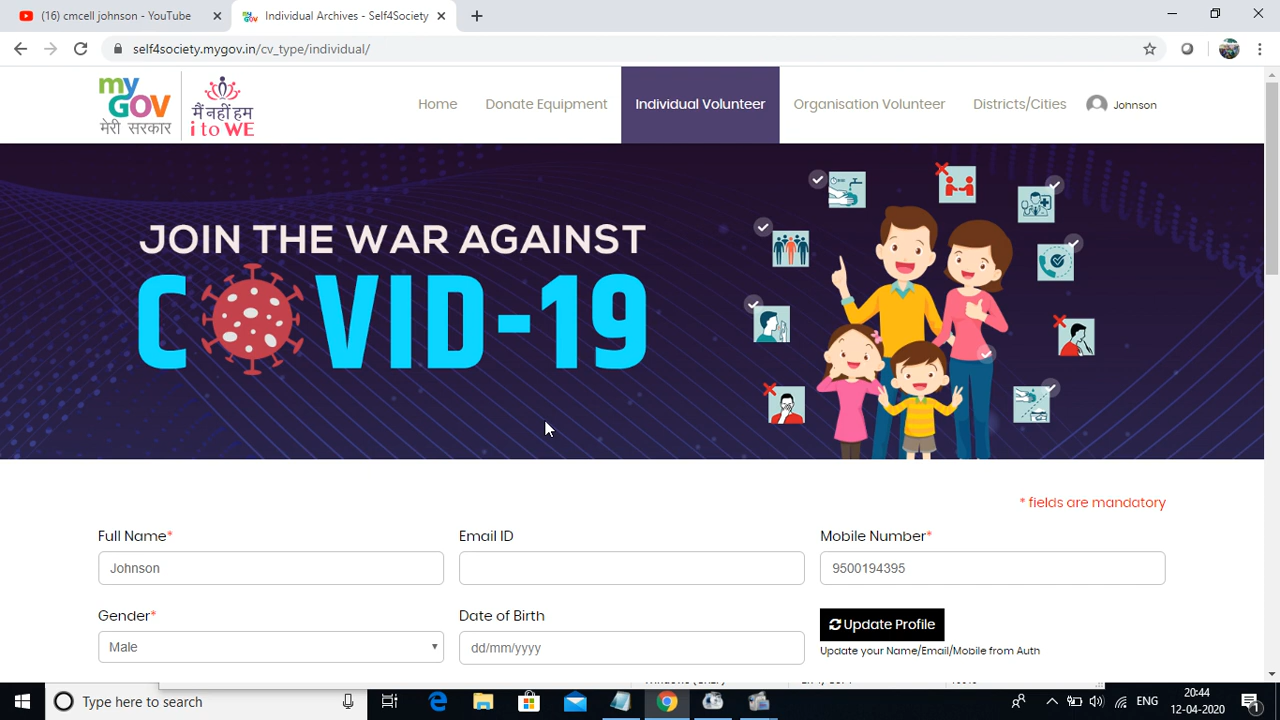 (16) cmcell johnson - YouTube
Individual Archives - Self4Society
self4society.mygov.in/cv_type/individual/
my
GOV
मेरी सरकार
मैं नहीं हम
i to WE
Home
Donate Equipment
Individual Volunteer
Organisation Volunteer
Districts/Cities
Johnson
JOIN THE WAR AGAINST
COVID-19
* fields are mandatory
Full Name*
Email ID
Mobile Number*
Johnson
9500194395
Gender*
Date of Birth
Update Profile
Male
dd/mm/yyyy
Update your Name/Email/Mobile from Auth
Type here to search
ENG
20:44
12-04-2020
1